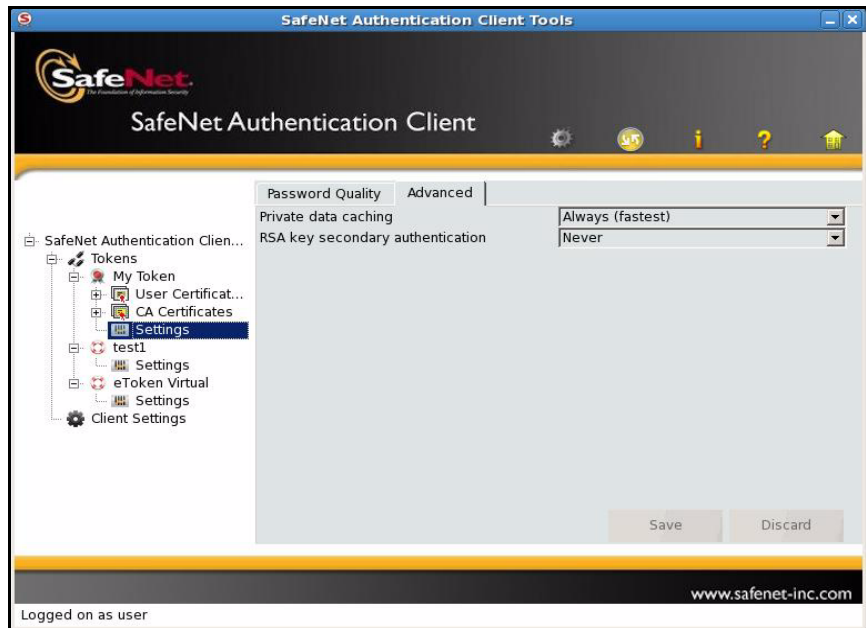 SafeNet Authentication Client Tools
SafeNet.
The Foundation of Information Security
SafeNet Authentication Client
Password Quality
Advanced
Private data caching
Always (fastest)
RSA key secondary authentication
Never
SafeNet Authentication Clien...
Tokens
My Token
User Certificat...
CA Certificates
Settings
test1
Settings
eToken Virtual
Settings
Client Settings
Save
Discard
www.safenet-inc.com
Logged on as user